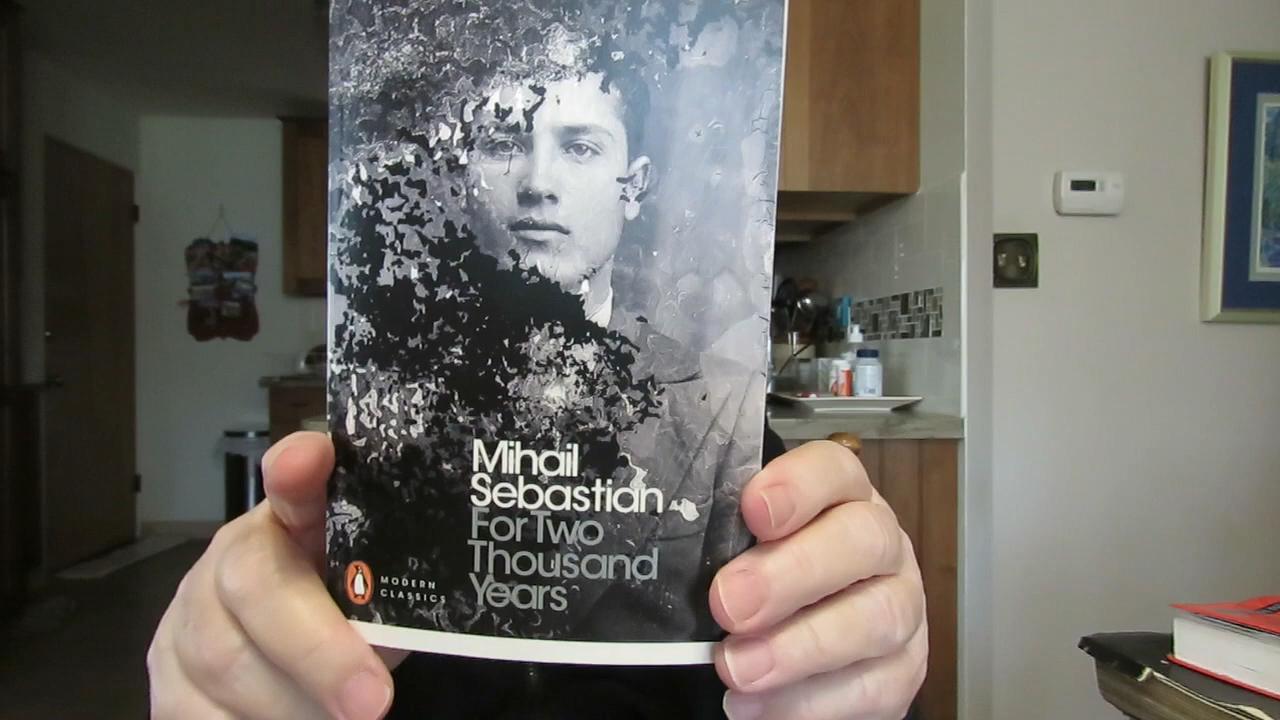 Mihail
Sebastian
For Two
Thousand
Years
MODERN
CLASSICS